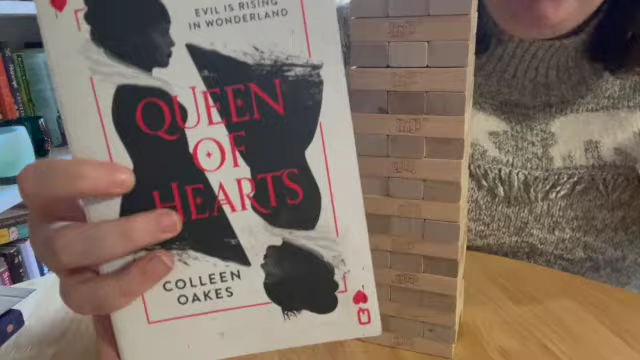 EVIL IS RISING
IN WONDERLAND
QUEEN
OF
HEARTS
COLLEEN
OAKES